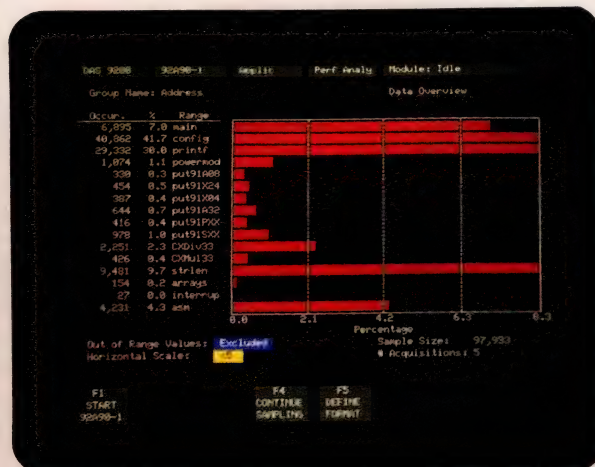 DAS 9200 92A90-1 Applic Perf Analy Module: Idle
Group Name: Address Data Overview
Occur. % Range
6,895 7.0 main
40,862 41.7 config
29,332 30.0 printf
1,074 1.1 powermod
330 0.3 put91A08
454 0.5 put91X24
387 0.4 put91X04
644 0.7 put91A32
416 0.4 put91PXX
978 1.0 put91SXX
2,251 2.3 CXDiv33
426 0.4 CXMul33
9,481 9.7 strlen
154 0.2 arrays
27 0.0 interrup
4,231 4.3 asm
0.0 2.1 4.2 6.3 8.3
Percentage
Out of Range Values: Excluded Sample Size: 97,933
Horizontal Scale: # Acquisitions: 5
F1 F4 F5
START CONTINUE DEFINE
92A90-1 SAMPLING FORMAT